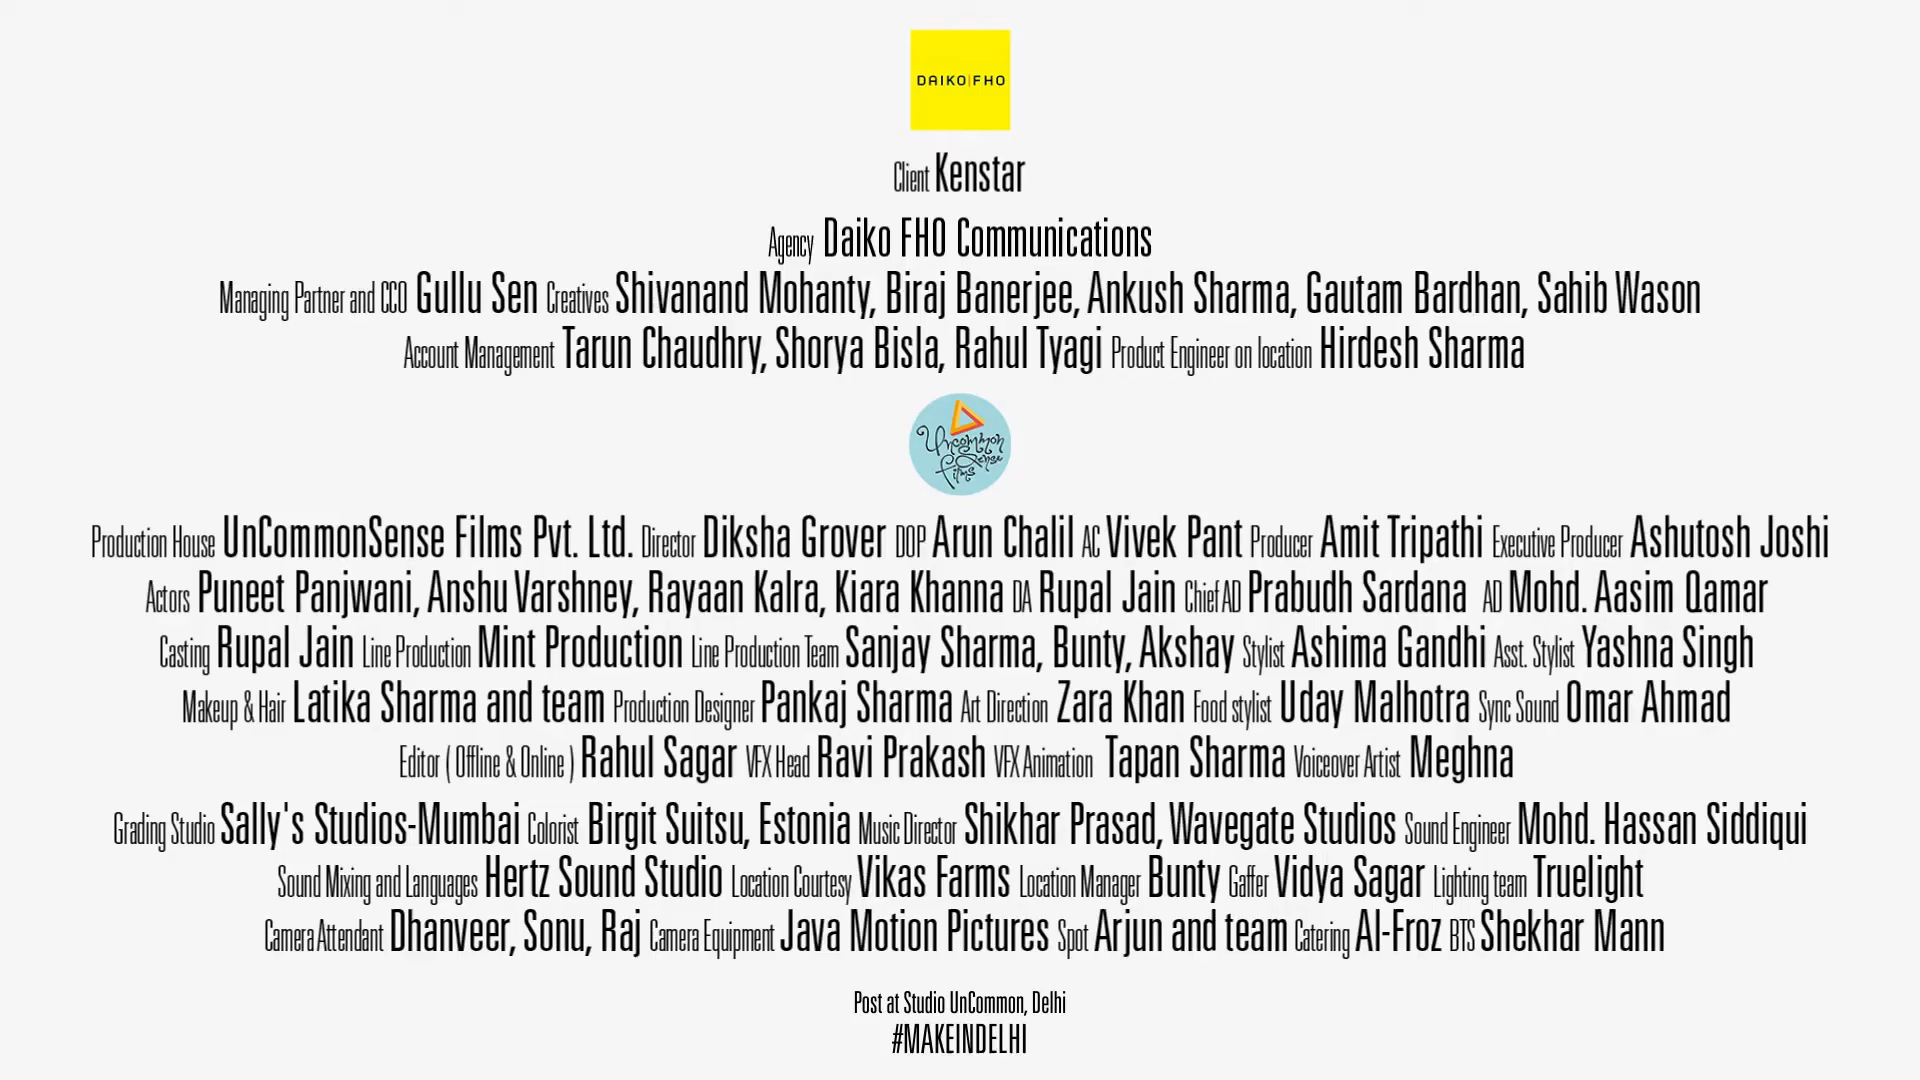 DAIKO|FHO
Client Kenstar
Agency Daiko FHO Communications
Managing Partner and CCO Gullu Sen Creatives Shivanand Mohanty, Biraj Banerjee, Ankush Sharma, Gautam Bardhan, Sahib Wason
Account Management Tarun Chaudhry, Shorya Bisla, Rahul Tyagi Product Engineer on location Hirdesh Sharma
Uncommon
Sense
Films
Production House UnCommonSense Films Pvt. Ltd. Director Diksha Grover DOP Arun Chalil AC Vivek Pant Producer Amit Tripathi Executive Producer Ashutosh Joshi
Actors Puneet Panjwani, Anshu Varshney, Rayaan Kalra, Kiara Khanna DA Rupal Jain Chief AD Prabudh Sardana AD Mohd. Aasim Qamar
Casting Rupal Jain Line Production Mint Production Line Production Team Sanjay Sharma, Bunty, Akshay Stylist Ashima Gandhi Asst. Stylist Yashna Singh
Makeup & Hair Latika Sharma and team Production Designer Pankaj Sharma Art Direction Zara Khan Food stylist Uday Malhotra Sync Sound Omar Ahmad
Editor ( Offline & Online ) Rahul Sagar VFX Head Ravi Prakash VFX Animation Tapan Sharma Voiceover Artist Meghna
Grading Studio Sally's Studios-Mumbai Colorist Birgit Suitsu, Estonia Music Director Shikhar Prasad, Wavegate Studios Sound Engineer Mohd. Hassan Siddiqui
Sound Mixing and Languages Hertz Sound Studio Location Courtesy Vikas Farms Location Manager Bunty Gaffer Vidya Sagar Lighting team Truelight
Camera Attendant Dhanveer, Sonu, Raj Camera Equipment Java Motion Pictures Spot Arjun and team Catering Al-Froz BTS Shekhar Mann
Post at Studio UnCommon, Delhi
#MAKEINDELHI